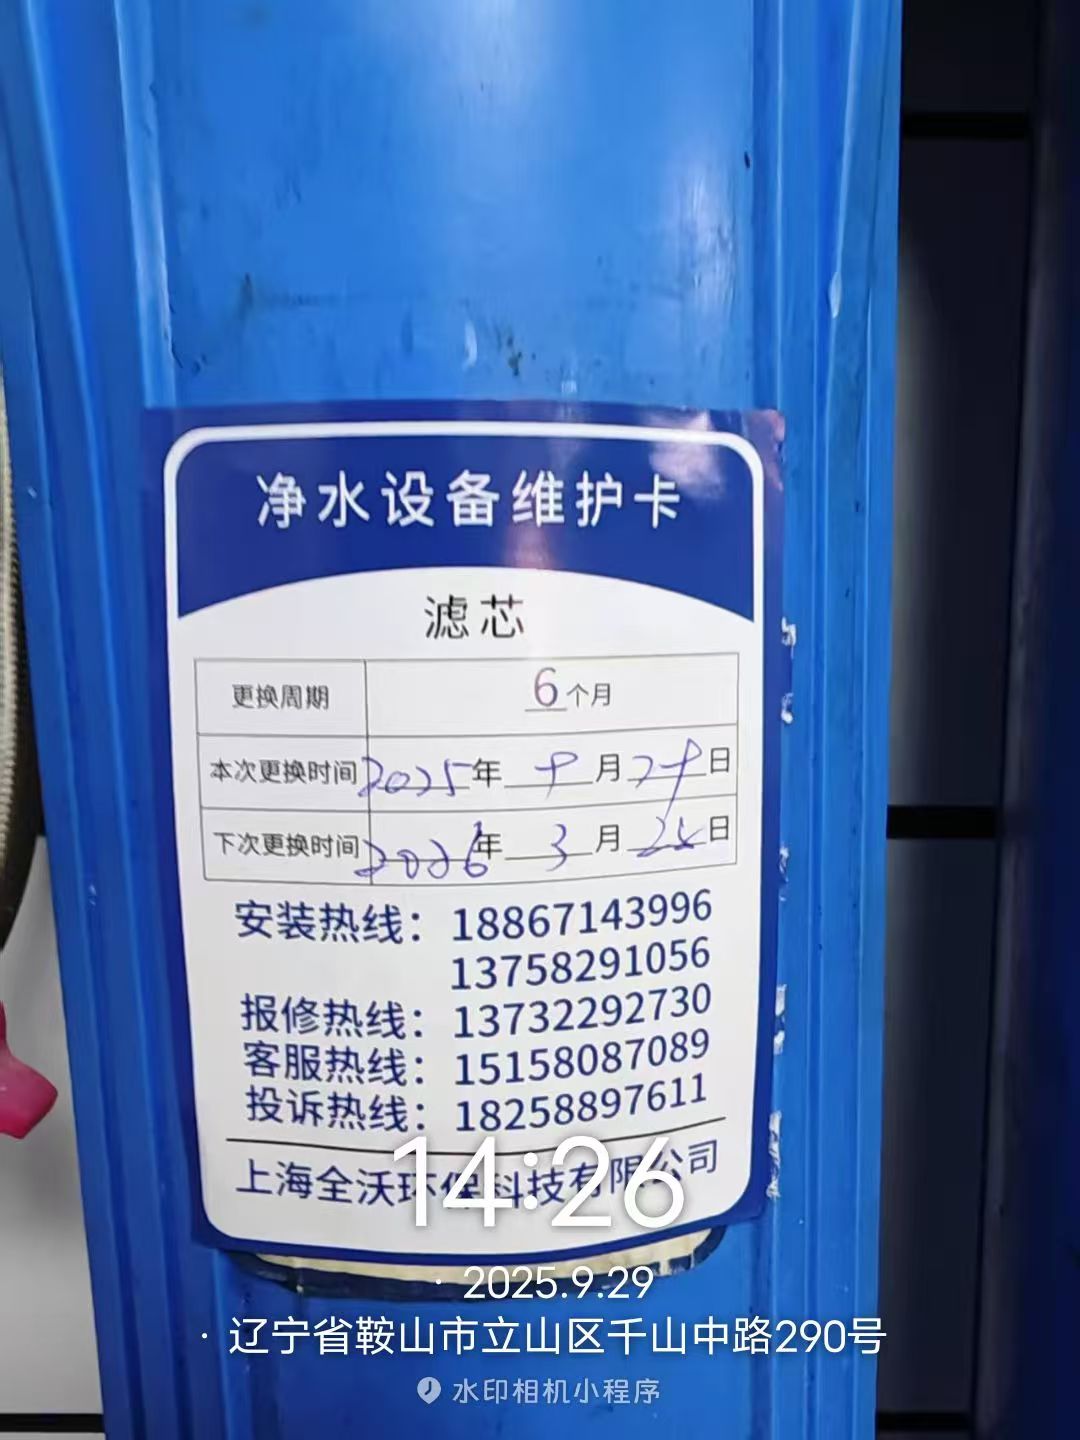 净水设备维护卡
滤芯
更换周期 6个月
本次更换时间 2025年 9月 29日
下次更换时间 2026年 3月 28日
安装热线：18867143996
13758291056
报修热线：13732292730
客服热线：15158087089
投诉热线：18258897611
上海全沃环保科技有限公司
14:26
· 2025.9.29
· 辽宁省鞍山市立山区千山中路290号
水印相机小程序